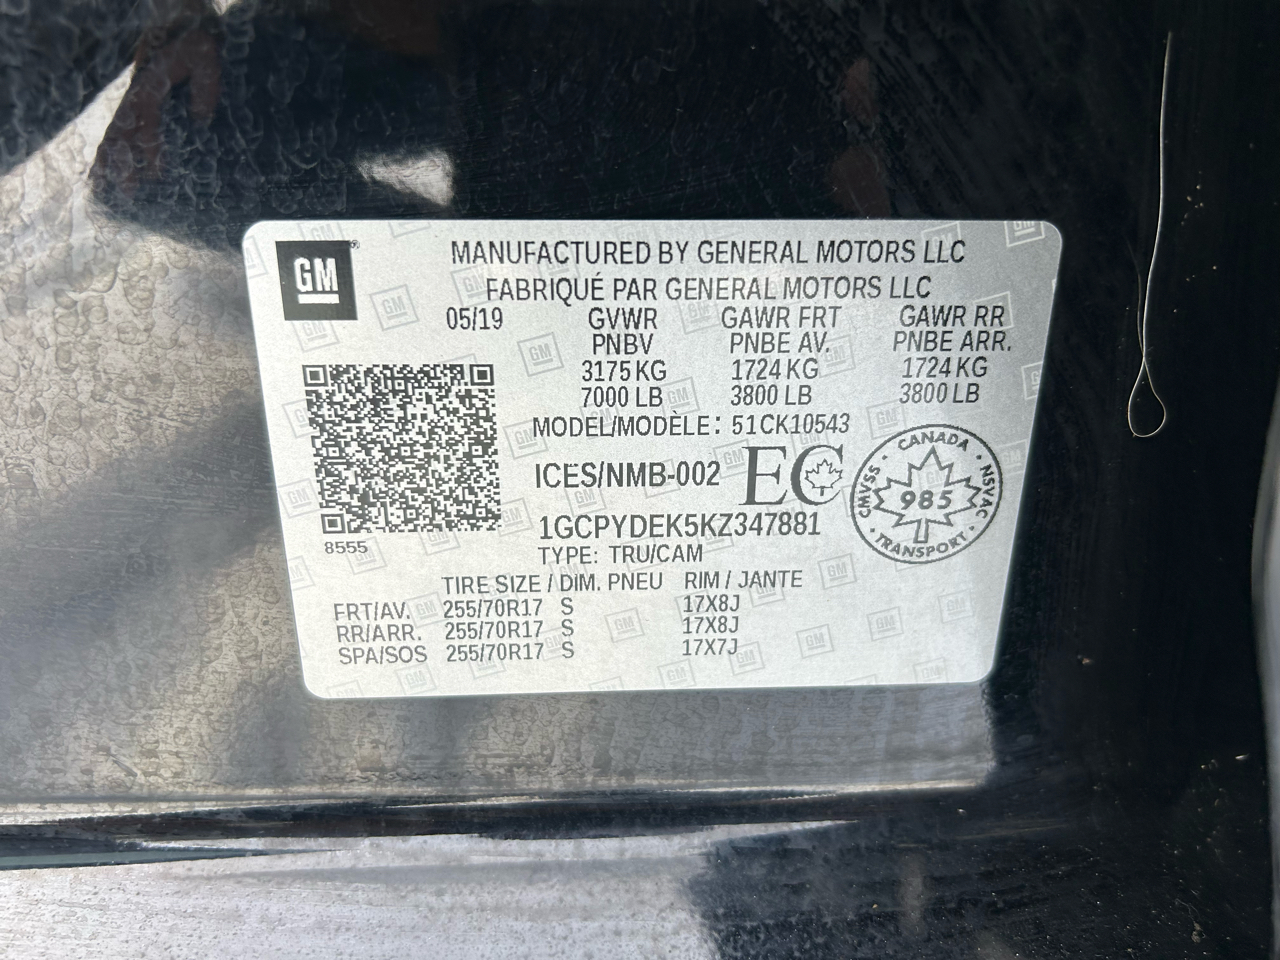 GM
MANUFACTURED BY GENERAL MOTORS LLC
FABRIQUÉ PAR GENERAL MOTORS LLC
05/19 GVWR GAWR FRT GAWR RR
PNBV PNBE AV. PNBE ARR.
3175 KG 1724 KG 1724 KG
7000 LB 3800 LB 3800 LB
MODEL/MODÈLE: 51CK10543
ICES/NMB-002 EC
CANADA
CMVSS 985 NSVAC
TRANSPORT
1GCPYDEK5KZ347881
8555
TYPE: TRU/CAM
TIRE SIZE / DIM. PNEU RIM / JANTE
FRT/AV. 255/70R17 S 17X8J
RR/ARR. 255/70R17 S 17X8J
SPA/SOS 255/70R17 S 17X7J